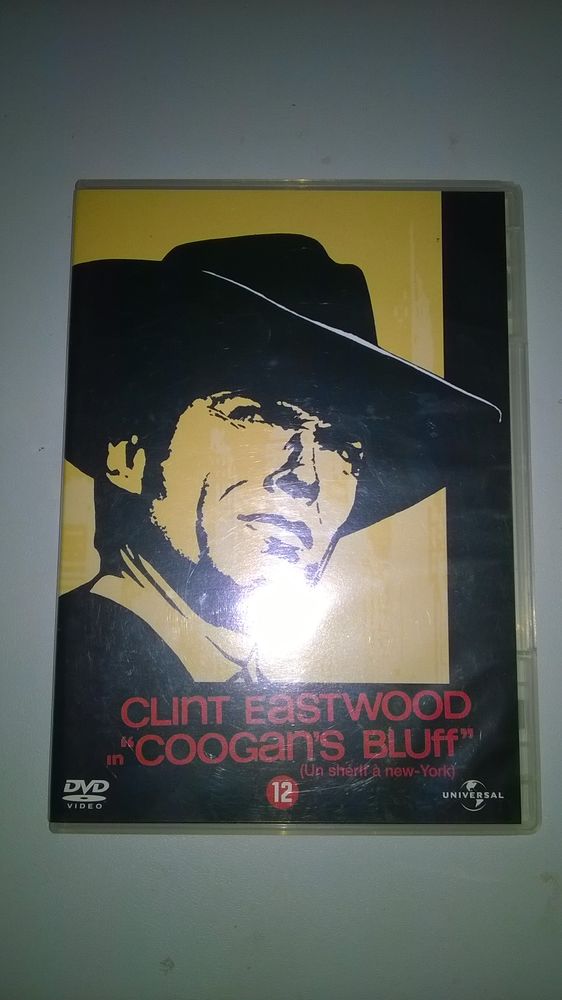 CLINT EASTWOOD
in "COOGAN'S BLUFF"
(Un shérif à new-York)
12
DVD
VIDEO
UNIVERSAL